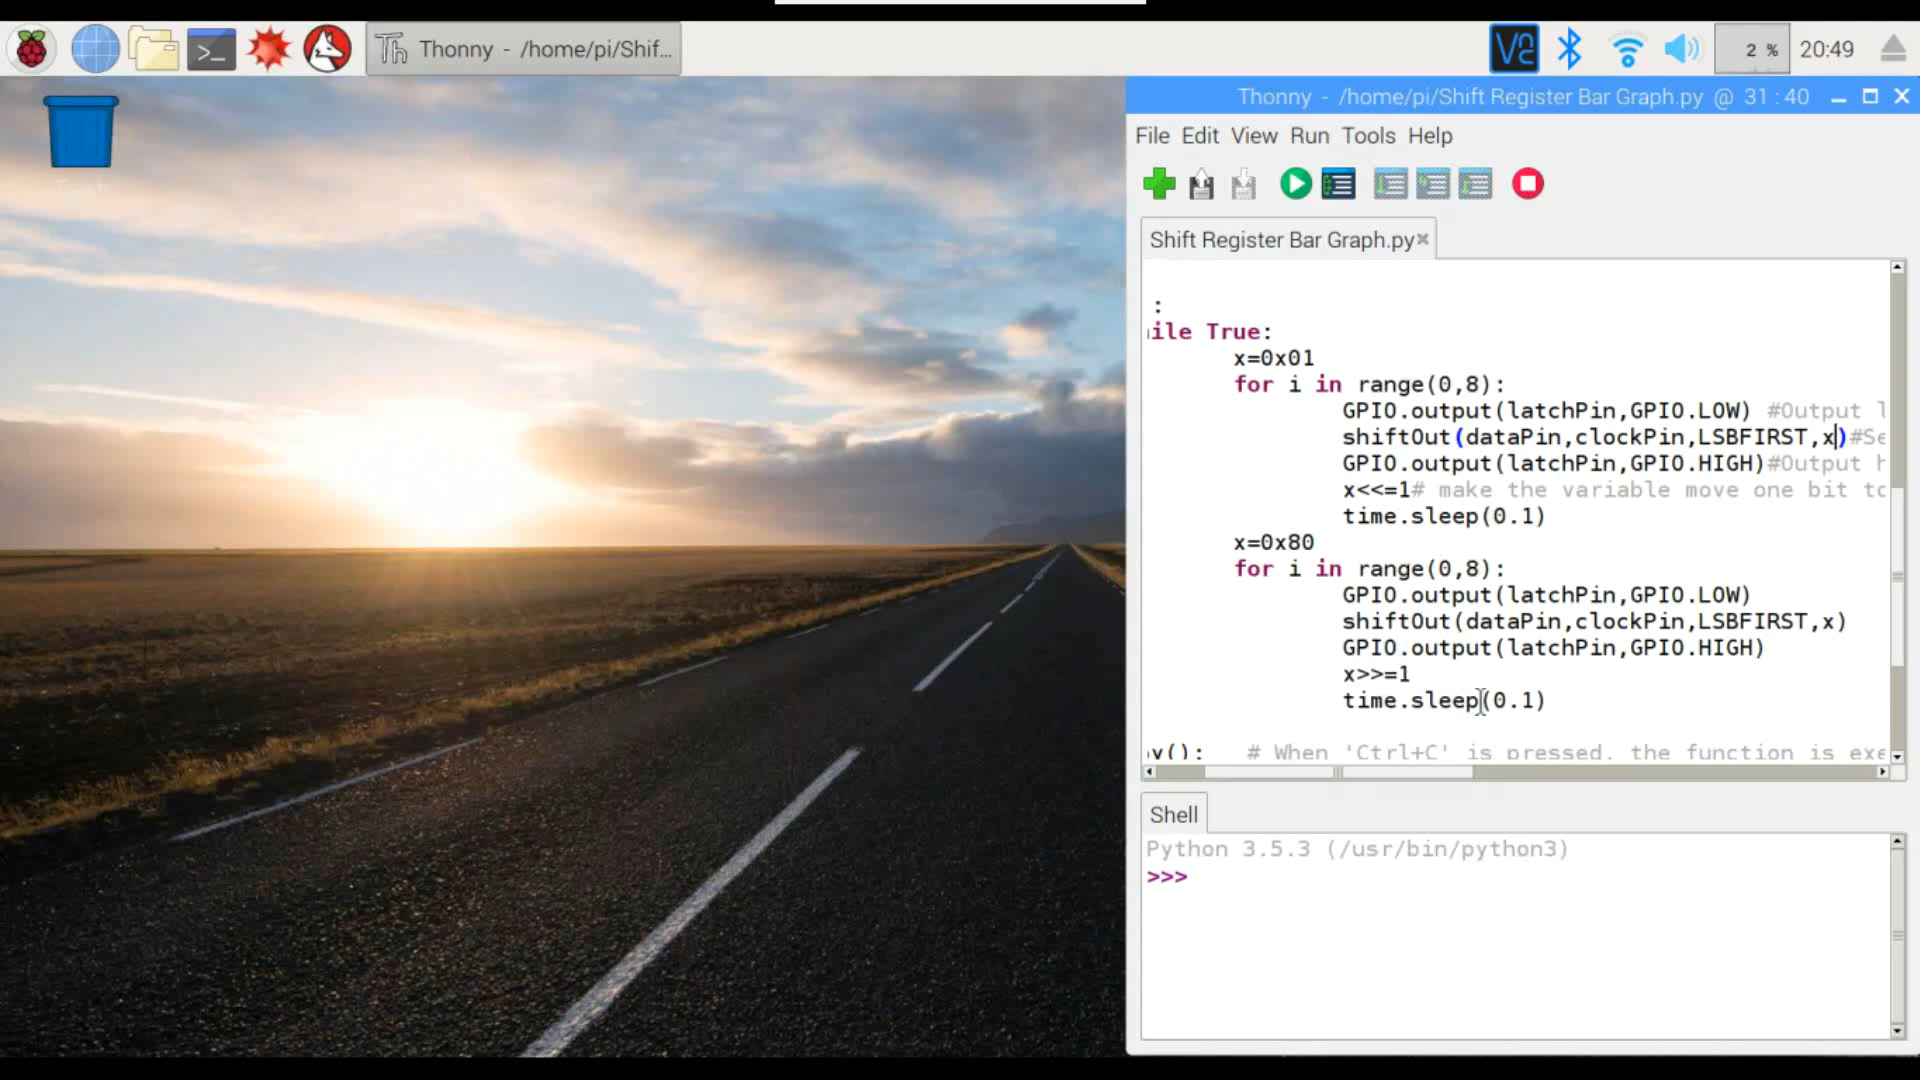 Thonny - /home/pi/Shif...
2 %
20:49
Thonny - /home/pi/Shift Register Bar Graph.py @ 31 : 40
File Edit View Run Tools Help
Shift Register Bar Graph.py
:
ile True:
x=0x01
for i in range(0,8):
GPIO.output(latchPin,GPIO.LOW) #Output l
shiftOut(dataPin,clockPin,LSBFIRST,x)#Se
GPIO.output(latchPin,GPIO.HIGH)#Output h
x<<=1# make the variable move one bit to
time.sleep(0.1)
x=0x80
for i in range(0,8):
GPIO.output(latchPin,GPIO.LOW)
shiftOut(dataPin,clockPin,LSBFIRST,x)
GPIO.output(latchPin,GPIO.HIGH)
x>>=1
time.sleep(0.1)
y(): # When 'Ctrl+C' is pressed, the function is exe
Shell
Python 3.5.3 (/usr/bin/python3)
>>>